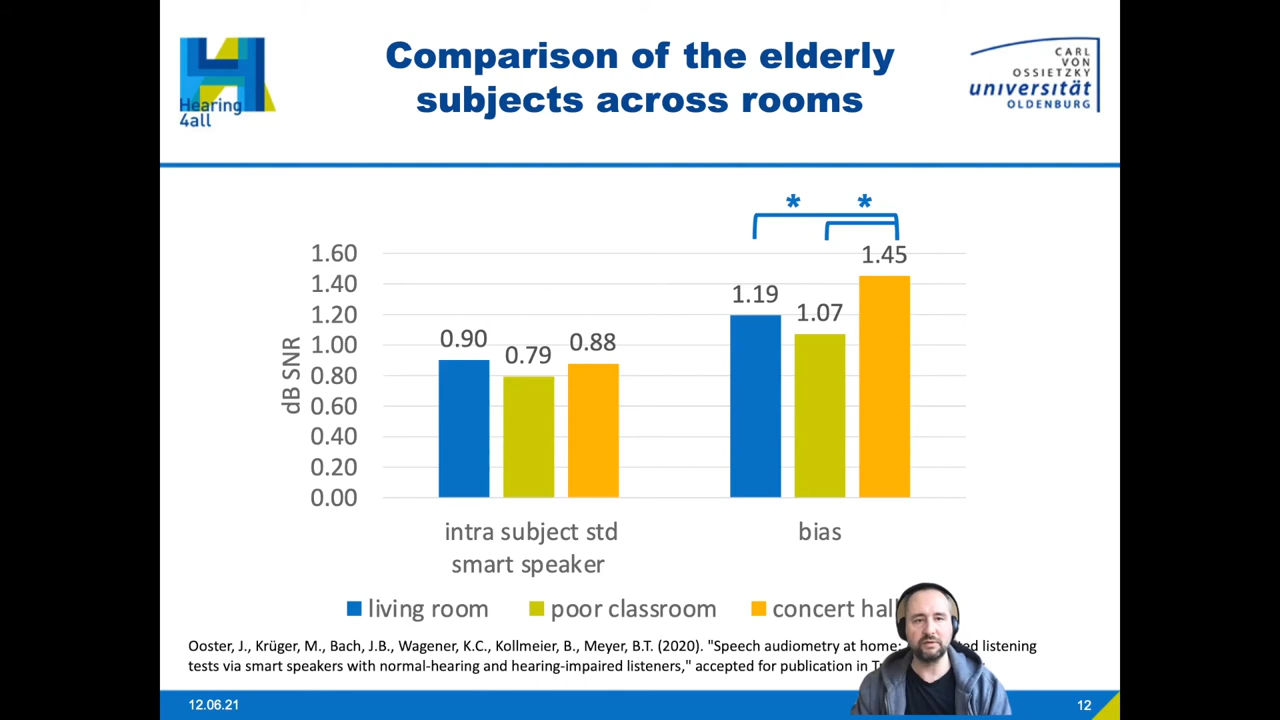 Hearing
4all
Comparison of the elderly
subjects across rooms
CARL
VON
OSSIETZKY
universität
OLDENBURG
* *
1.60
1.40
1.20
1.00
0.80
0.60
0.40
0.20
0.00
dB SNR
0.90
0.79
0.88
1.19
1.07
1.45
intra subject std
smart speaker
bias
living room poor classroom concert hall
Ooster, J., Krüger, M., Bach, J.B., Wagener, K.C., Kollmeier, B., Meyer, B.T. (2020). "Speech audiometry at home: listening
tests via smart speakers with normal-hearing and hearing-impaired listeners," accepted for publication in
12.06.21 12